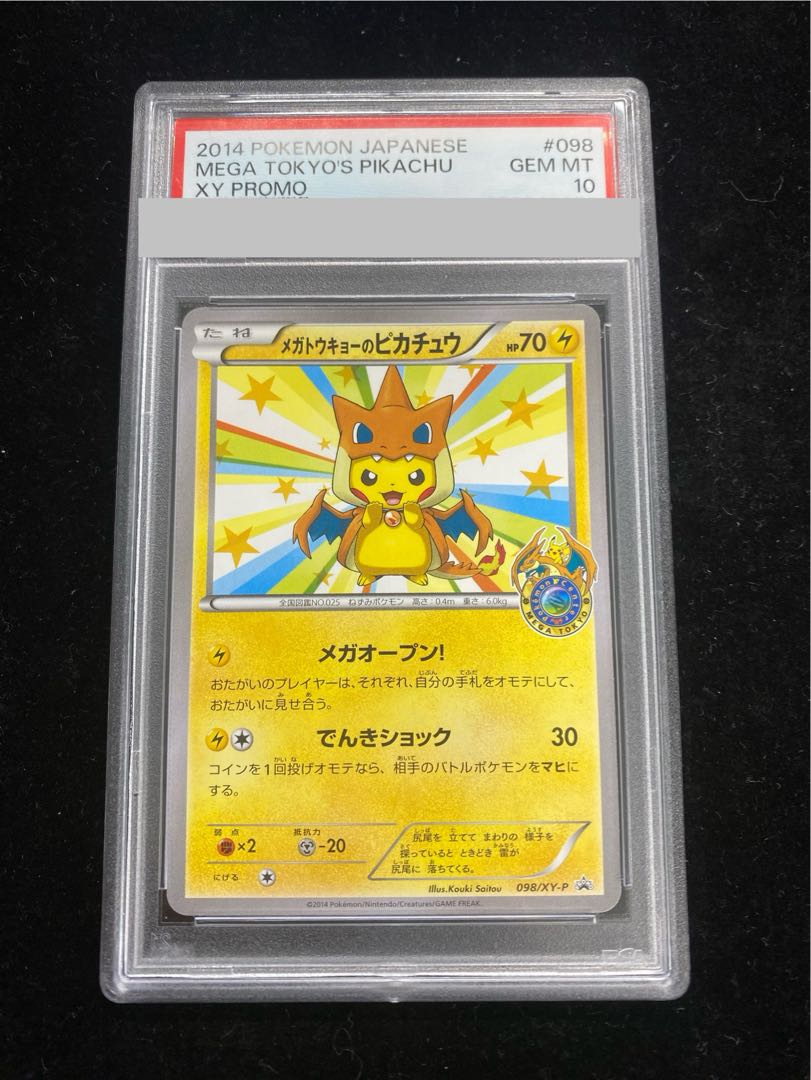 2014 POKEMON JAPANESE #098
MEGA TOKYO'S PIKACHU GEM MT
XY PROMO 10
たね メガトウキョーのピカチュウ HP70
全国図鑑NO.025 ねずみポケモン 高さ:0.4m 重さ:6.0kg
Pokémon Center
MEGA TOKYO
メガオープン!
おたがいのプレイヤーは、それぞれ、自分の手札をオモテにして、
おたがいに見せ合う。
でんきショック 30
コインを1回投げオモテなら、相手のバトルポケモンをマヒに
する。
弱点 抵抗力
×2 -20
にげる
尻尾を 立てて まわりの 様子を
探っていると ときどき 雷が
尻尾に 落ちてくる。
Illus.Kouki Saitou 098/XY-P
©2014 Pokémon/Nintendo/Creatures/GAME FREAK.